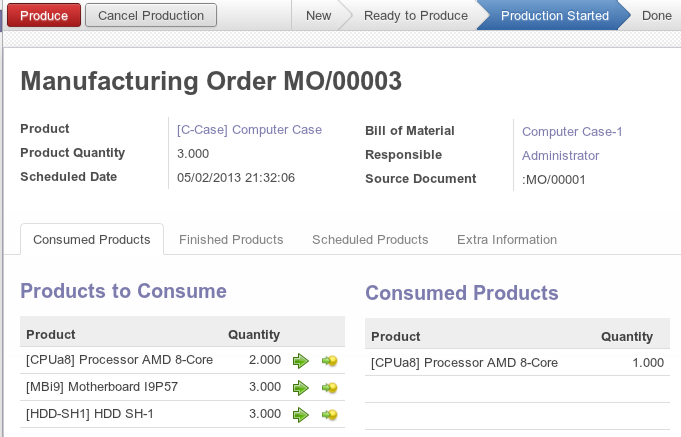 Produce Cancel Production New Ready to Produce Production Started Done
Manufacturing Order MO/00003
Product [C-Case] Computer Case
Product Quantity 3.000
Scheduled Date 05/02/2013 21:32:06
Bill of Material Computer Case-1
Responsible Administrator
Source Document :MO/00001
Consumed Products Finished Products Scheduled Products Extra Information
Products to Consume
Product Quantity
[CPUa8] Processor AMD 8-Core 2.000
[MBi9] Motherboard I9P57 3.000
[HDD-SH1] HDD SH-1 3.000
Consumed Products
Product Quantity
[CPUa8] Processor AMD 8-Core 1.000